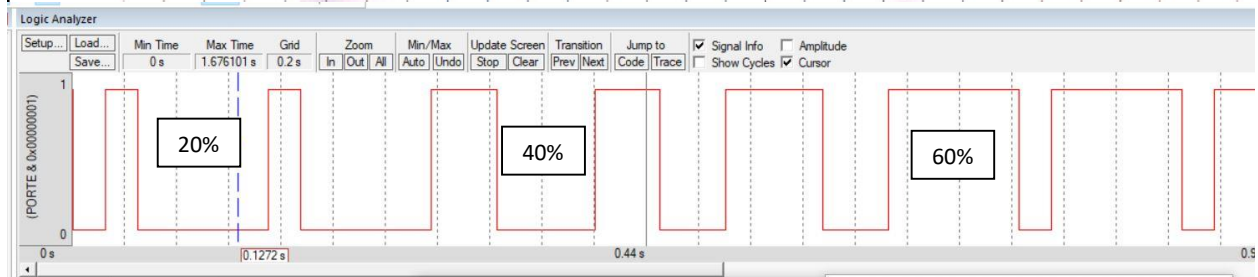 Logic Analyzer
Setup... Load... Min Time Max Time Grid Zoom Min/Max Update Screen Transition Jump to Signal Info Amplitude
Save... 0 s 1.676101 s 0.2 s In Out All Auto Undo Stop Clear Prev Next Code Trace Show Cycles Cursor
1
(PORTE & 0x00000001)
20%
40%
60%
0
0 s 0.1272 s 0.44 s